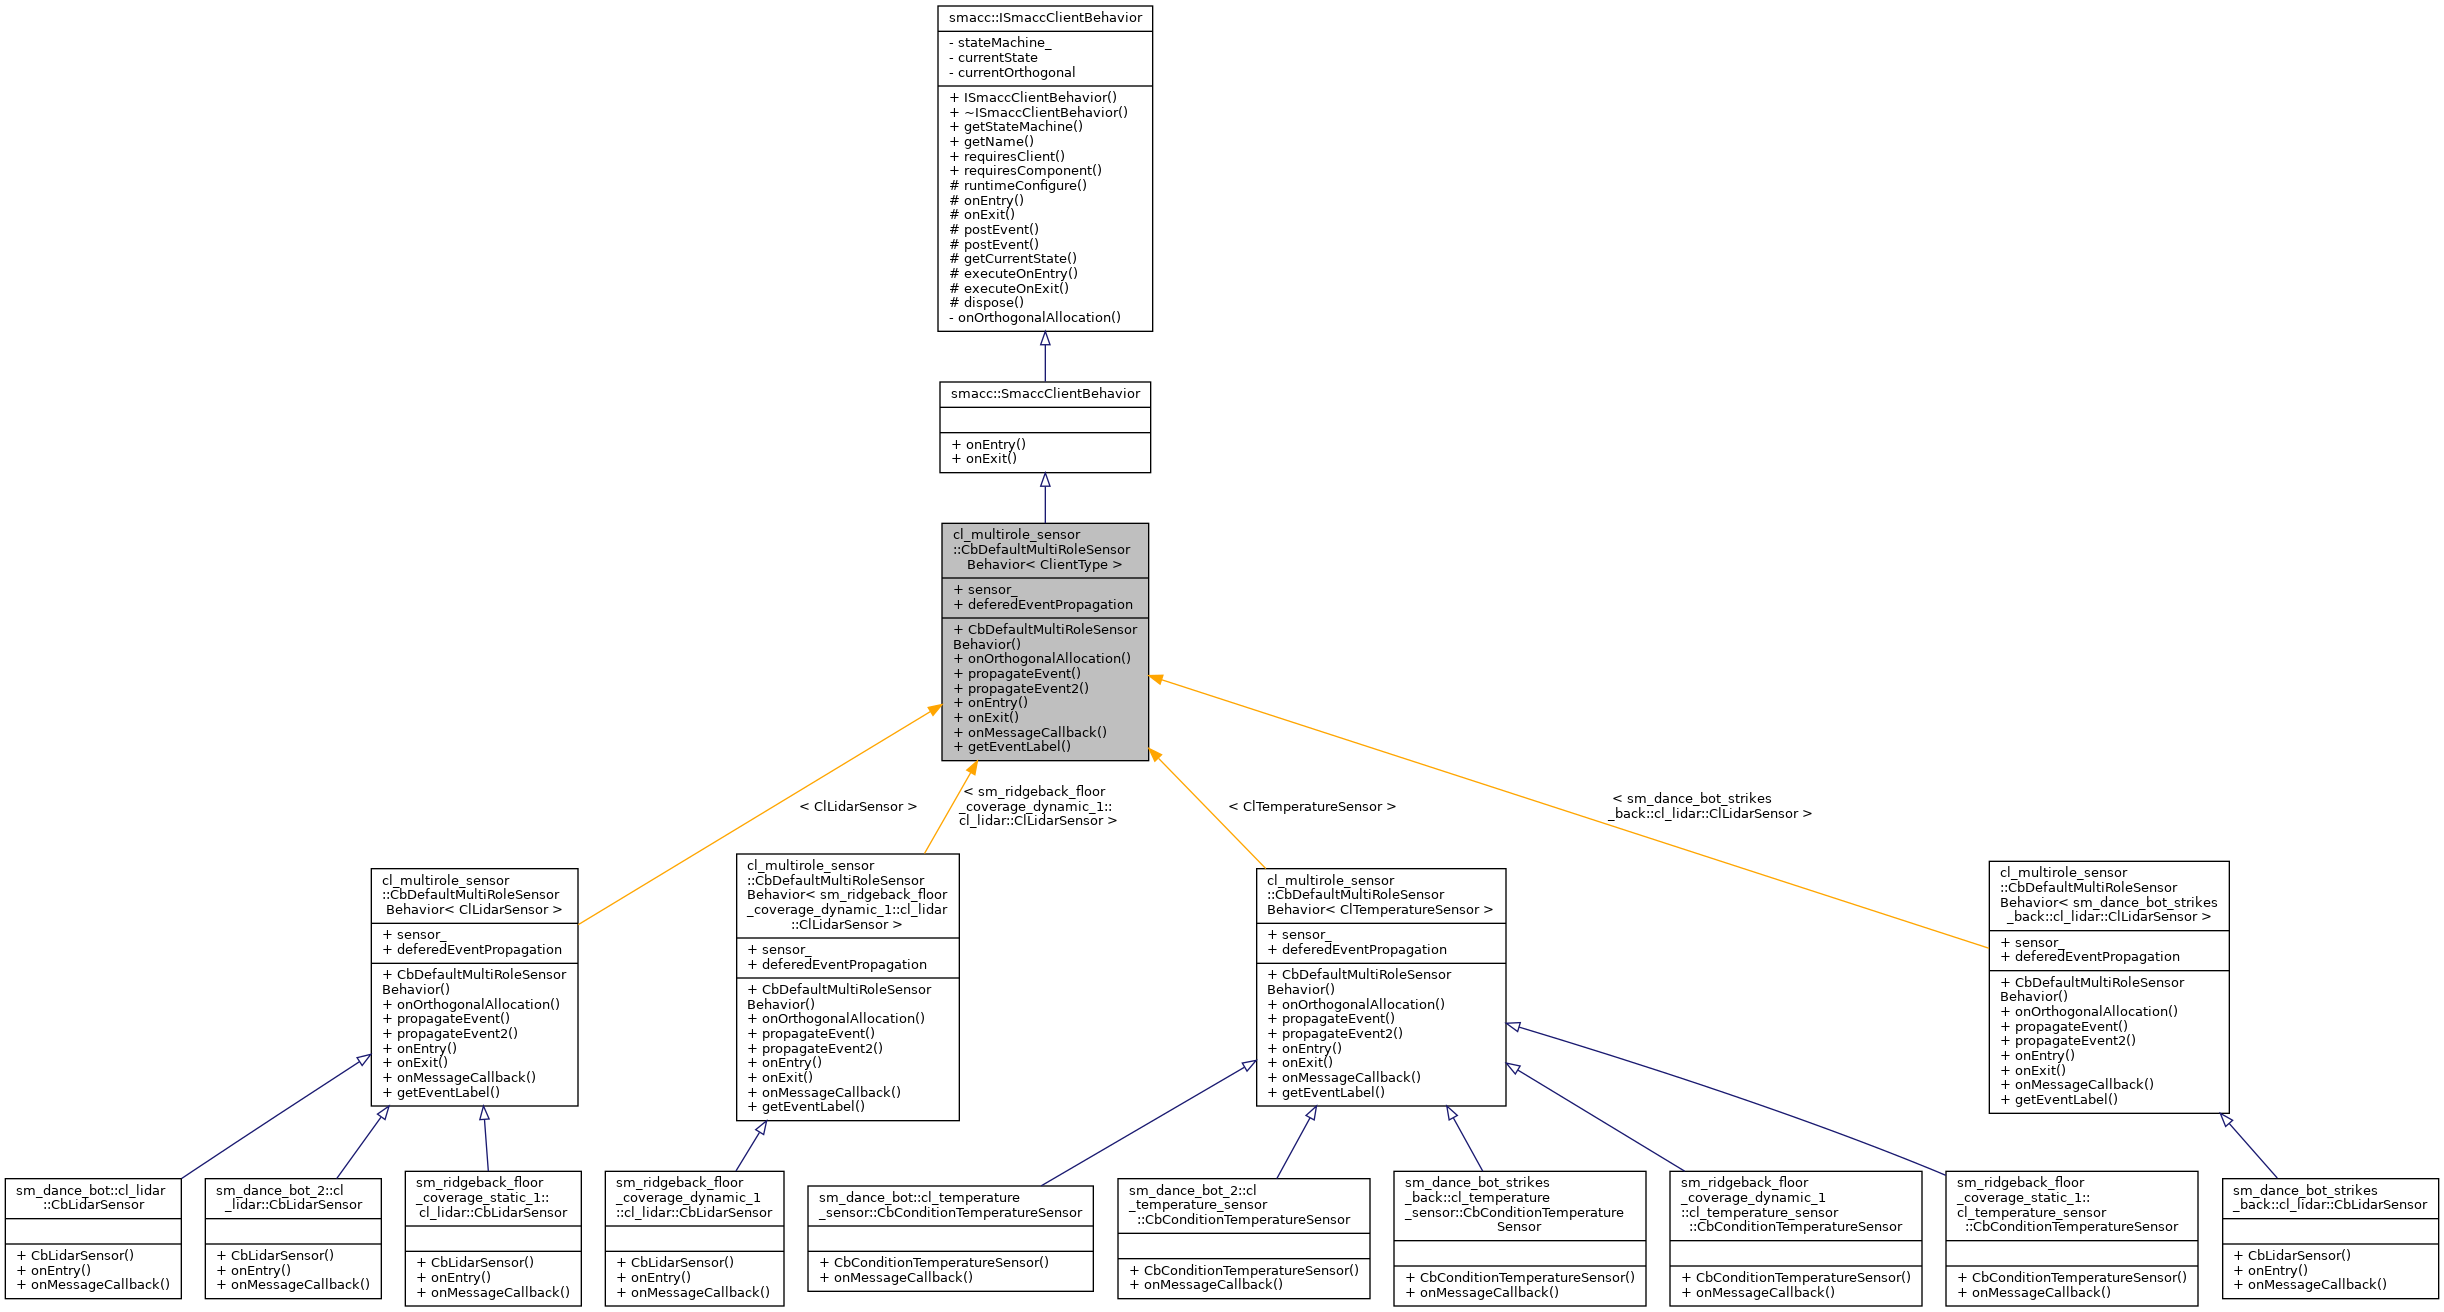 smacc::ISmaccClientBehavior
- stateMachine_
- currentState
- currentOrthogonal
+ ISmaccClientBehavior()
+ ~ISmaccClientBehavior()
+ getStateMachine()
+ getName()
+ requiresClient()
+ requiresComponent()
# runtimeConfigure()
# onEntry()
# onExit()
# postEvent()
# postEvent()
# getCurrentState()
# executeOnEntry()
# executeOnExit()
# dispose()
- onOrthogonalAllocation()
smacc::SmaccClientBehavior
+ onEntry()
+ onExit()
cl_multirole_sensor
::CbDefaultMultiRoleSensor
Behavior< ClientType >
+ sensor_
+ deferedEventPropagation
+ CbDefaultMultiRoleSensor
Behavior()
+ onOrthogonalAllocation()
+ propagateEvent()
+ propagateEvent2()
+ onEntry()
+ onExit()
+ onMessageCallback()
+ getEventLabel()
< ClLidarSensor >
< sm_ridgeback_floor
_coverage_dynamic_1::
cl_lidar::ClLidarSensor >
< ClTemperatureSensor >
< sm_dance_bot_strikes
_back::cl_lidar::ClLidarSensor >
cl_multirole_sensor
::CbDefaultMultiRoleSensor
Behavior< ClLidarSensor >
+ sensor_
+ deferedEventPropagation
+ CbDefaultMultiRoleSensor
Behavior()
+ onOrthogonalAllocation()
+ propagateEvent()
+ propagateEvent2()
+ onEntry()
+ onExit()
+ onMessageCallback()
+ getEventLabel()
cl_multirole_sensor
::CbDefaultMultiRoleSensor
Behavior< sm_ridgeback_floor
_coverage_dynamic_1::cl_lidar
::ClLidarSensor >
+ sensor_
+ deferedEventPropagation
+ CbDefaultMultiRoleSensor
Behavior()
+ onOrthogonalAllocation()
+ propagateEvent()
+ propagateEvent2()
+ onEntry()
+ onExit()
+ onMessageCallback()
+ getEventLabel()
cl_multirole_sensor
::CbDefaultMultiRoleSensor
Behavior< ClTemperatureSensor >
+ sensor_
+ deferedEventPropagation
+ CbDefaultMultiRoleSensor
Behavior()
+ onOrthogonalAllocation()
+ propagateEvent()
+ propagateEvent2()
+ onEntry()
+ onExit()
+ onMessageCallback()
+ getEventLabel()
cl_multirole_sensor
::CbDefaultMultiRoleSensor
Behavior< sm_dance_bot_strikes
_back::cl_lidar::ClLidarSensor >
+ sensor_
+ deferedEventPropagation
+ CbDefaultMultiRoleSensor
Behavior()
+ onOrthogonalAllocation()
+ propagateEvent()
+ propagateEvent2()
+ onEntry()
+ onExit()
+ onMessageCallback()
+ getEventLabel()
sm_dance_bot::cl_lidar
::CbLidarSensor
+ CbLidarSensor()
+ onEntry()
+ onMessageCallback()
sm_dance_bot_2::cl
_lidar::CbLidarSensor
+ CbLidarSensor()
+ onEntry()
+ onMessageCallback()
sm_ridgeback_floor
_coverage_static_1::
cl_lidar::CbLidarSensor
+ CbLidarSensor()
+ onEntry()
+ onMessageCallback()
sm_ridgeback_floor
_coverage_dynamic_1
::cl_lidar::CbLidarSensor
+ CbLidarSensor()
+ onEntry()
+ onMessageCallback()
sm_dance_bot::cl_temperature
_sensor::CbConditionTemperatureSensor
+ CbConditionTemperatureSensor()
+ onMessageCallback()
sm_dance_bot_2::cl
_temperature_sensor
::CbConditionTemperatureSensor
+ CbConditionTemperatureSensor()
+ onMessageCallback()
sm_dance_bot_strikes
_back::cl_temperature
_sensor::CbConditionTemperature
Sensor
+ CbConditionTemperatureSensor()
+ onMessageCallback()
sm_ridgeback_floor
_coverage_dynamic_1
::cl_temperature_sensor
::CbConditionTemperatureSensor
+ CbConditionTemperatureSensor()
+ onMessageCallback()
sm_ridgeback_floor
_coverage_static_1::
cl_temperature_sensor
::CbConditionTemperatureSensor
+ CbConditionTemperatureSensor()
+ onMessageCallback()
sm_dance_bot_strikes
_back::cl_lidar::CbLidarSensor
+ CbLidarSensor()
+ onEntry()
+ onMessageCallback()